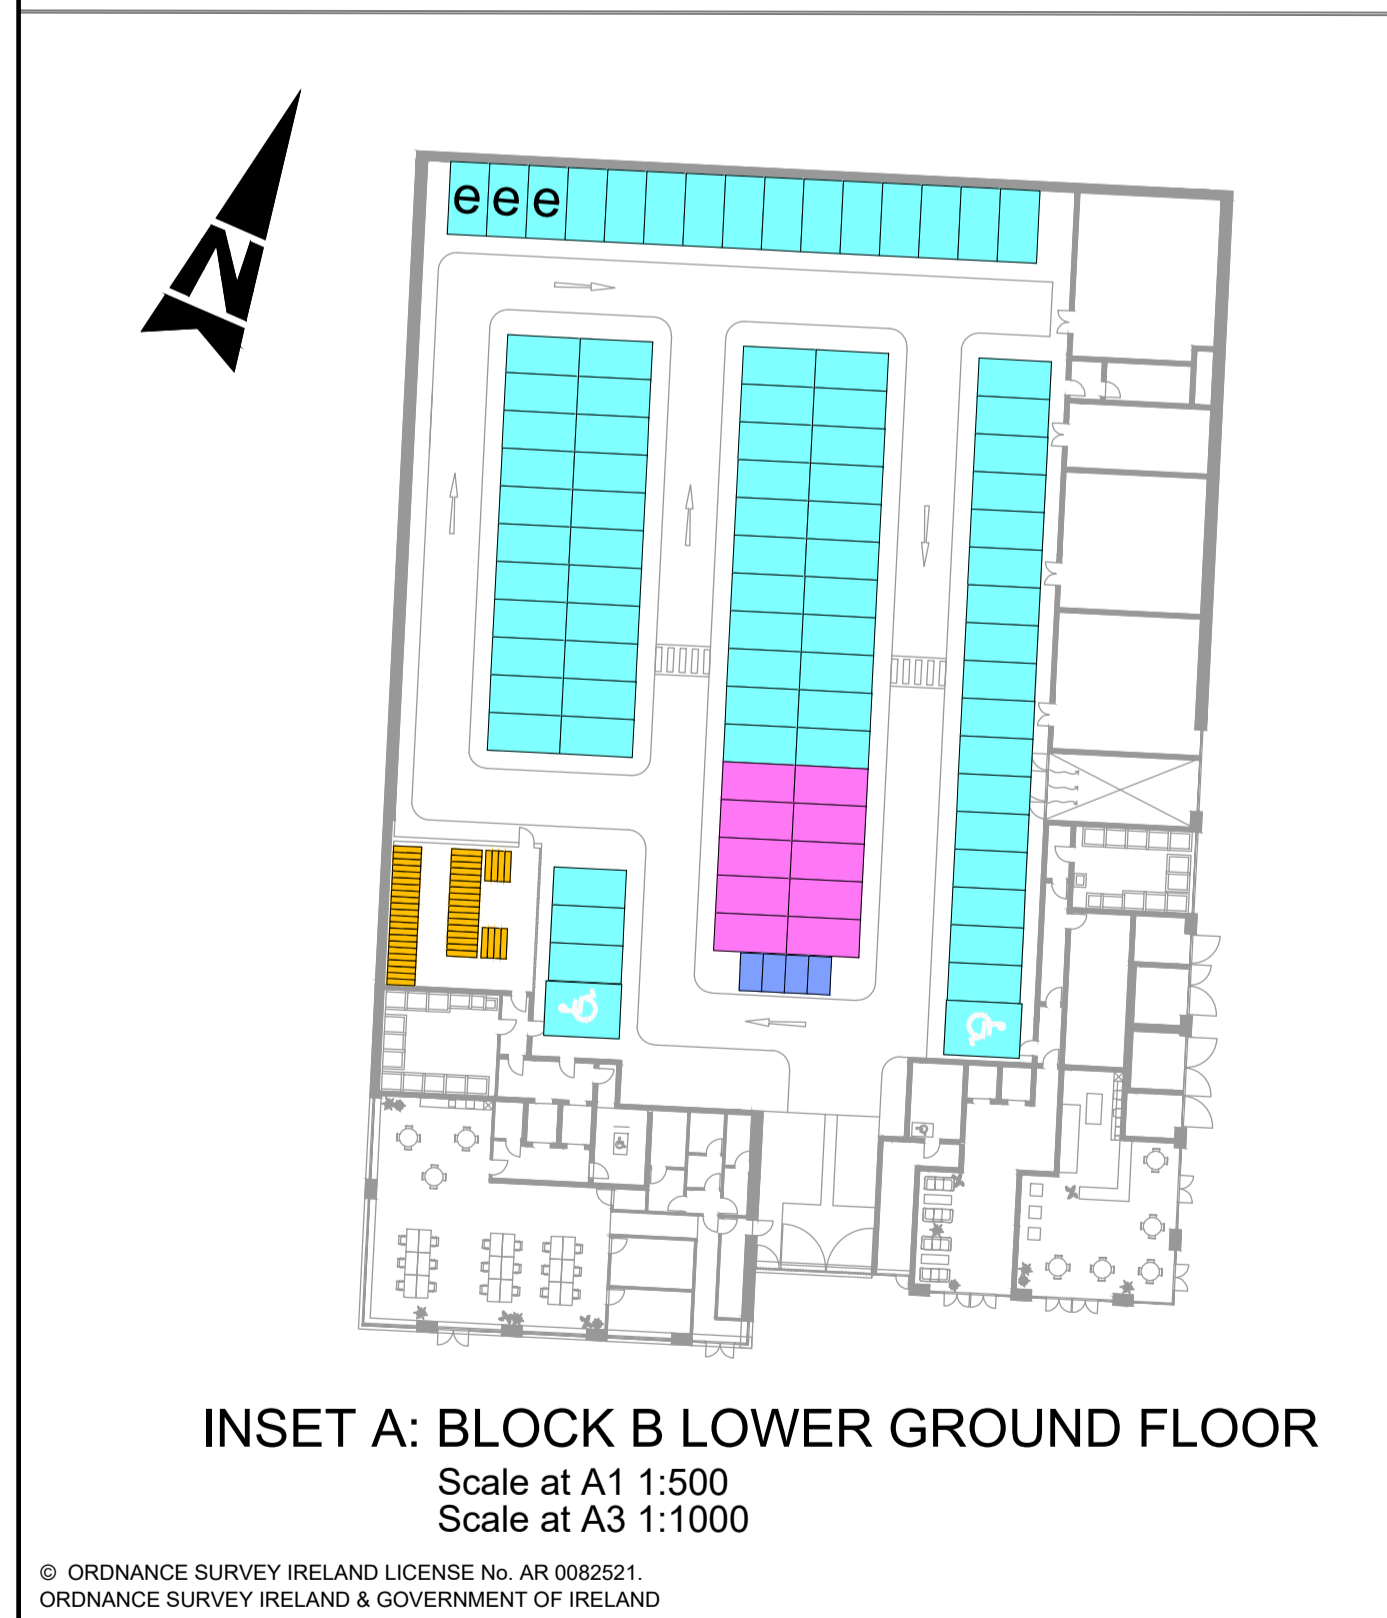 e e e
N
INSET A: BLOCK B LOWER GROUND FLOOR
Scale at A1 1:500
Scale at A3 1:1000
© ORDNANCE SURVEY IRELAND LICENSE No. AR 0082521.
ORDNANCE SURVEY IRELAND & GOVERNMENT OF IRELAND